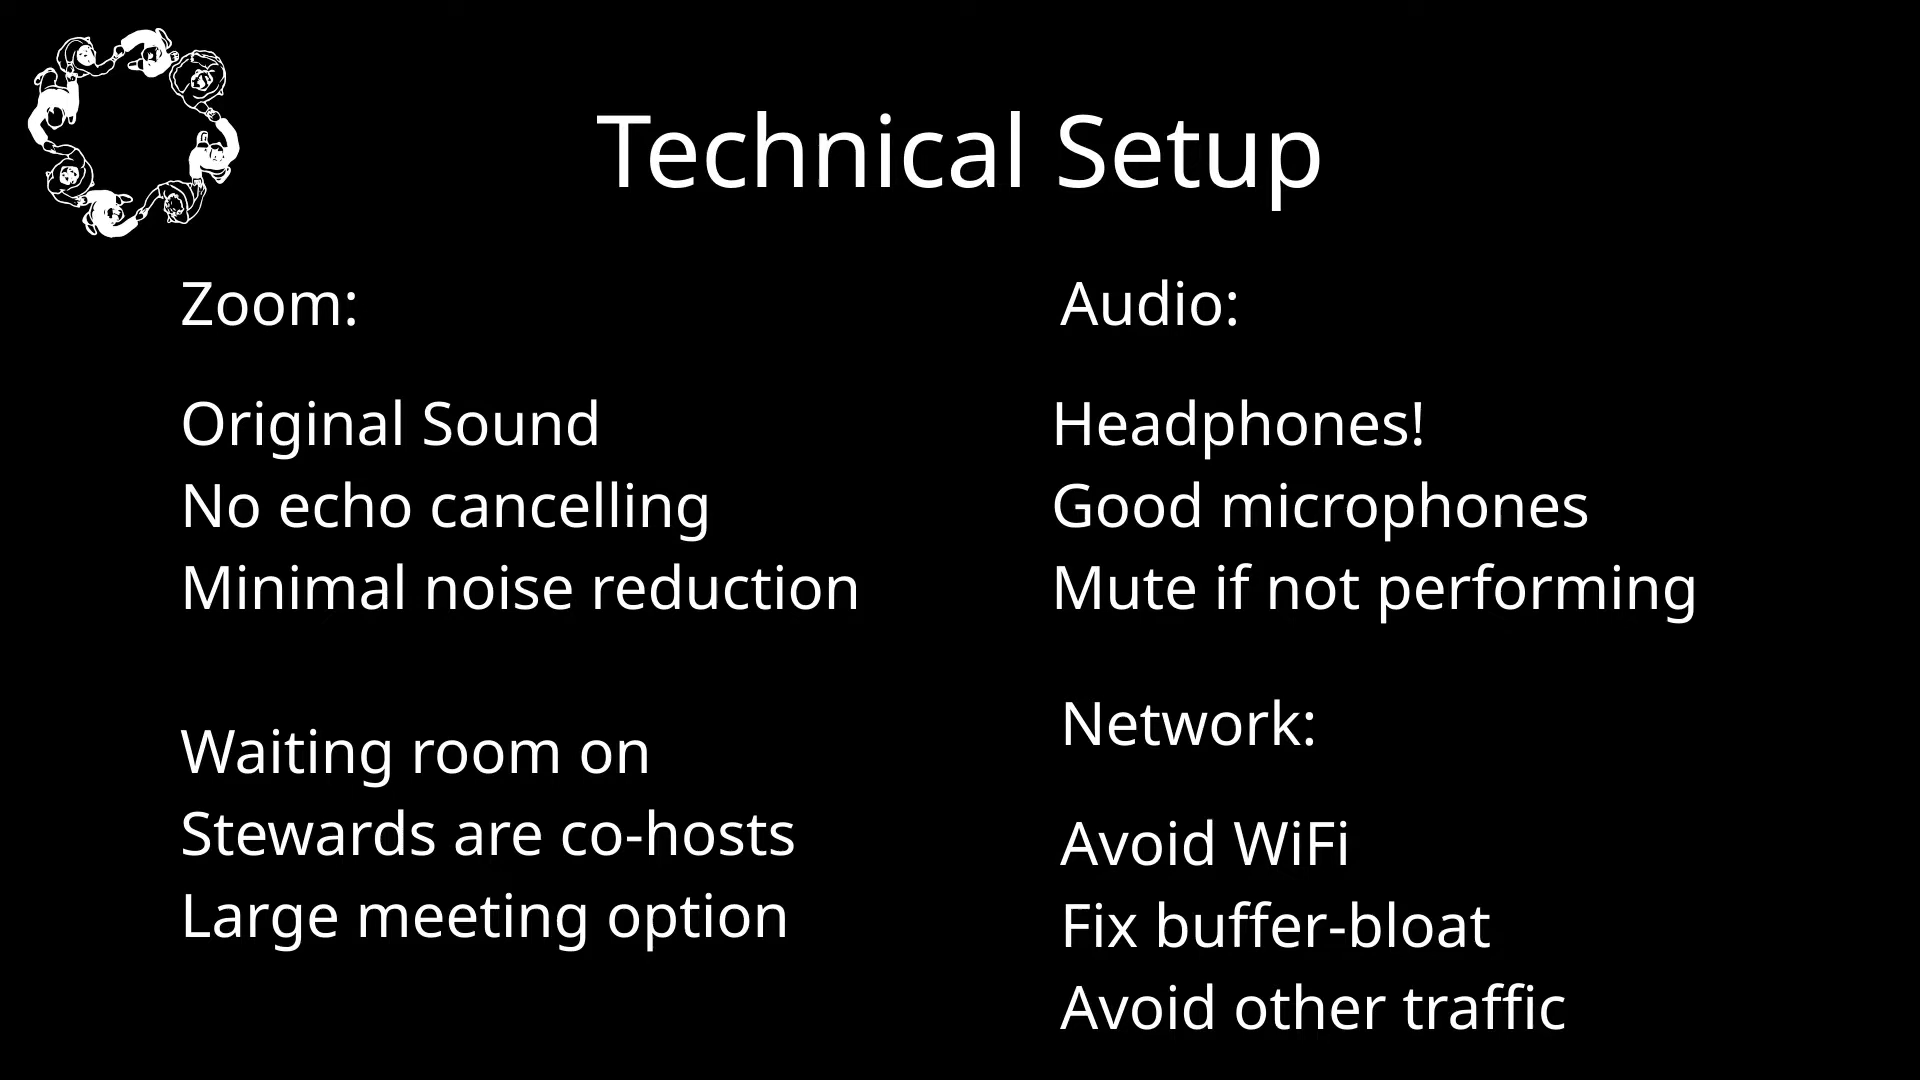 Technical Setup
Zoom:
Original Sound
No echo cancelling
Minimal noise reduction
Waiting room on
Stewards are co-hosts
Large meeting option
Audio:
Headphones!
Good microphones
Mute if not performing
Network:
Avoid WiFi
Fix buffer-bloat
Avoid other traffic